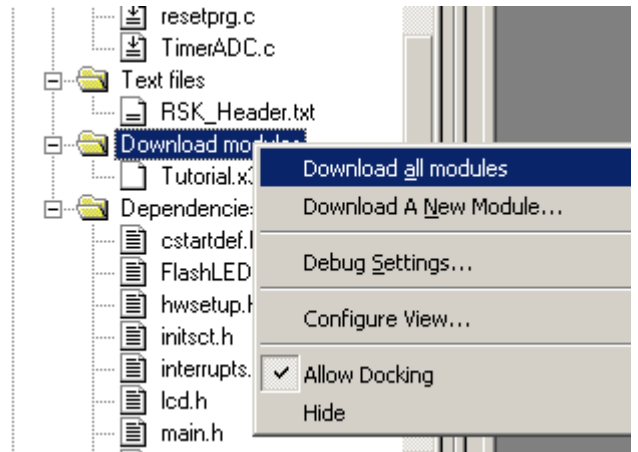 resetprg.c
TimerADC.c
Text files
RSK_Header.txt
Download modules
Tutorial.x
Dependencie
cstartdef.
FlashLED
hwsetup.h
initsct.h
interrupts.
lcd.h
main.h
Download all modules
Download A New Module...
Debug Settings...
Configure View...
Allow Docking
Hide